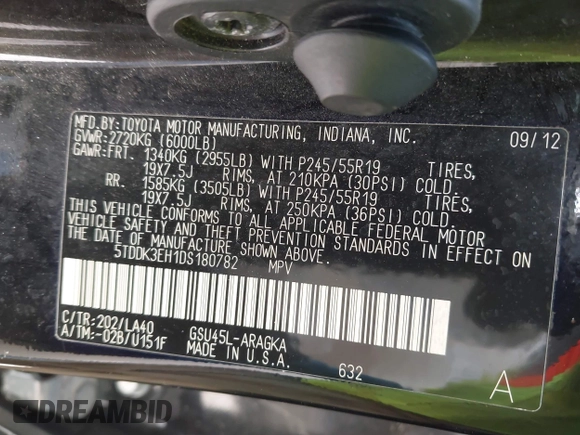 MFD.BY:TOYOTA MOTOR MANUFACTURING, INDIANA, INC. 09/12
GVWR:2720KG (6000LB)
GAWR:FRT. 1340KG (2955LB) WITH P245/55R19 TIRES,
19X7.5J RIMS, AT 210KPA (30PSI) COLD.
RR. 1585KG (3505LB) WITH P245/55R19 TIRES,
19X7.5J RIMS, AT 250KPA (36PSI) COLD.
THIS VEHICLE CONFORMS TO ALL APPLICABLE FEDERAL MOTOR
VEHICLE SAFETY AND THEFT PREVENTION STANDARDS IN EFFECT ON
THE DATE OF MANUFACTURE SHOWN ABOVE.
5TDDK3EH1DS180782 MPV
C/TR:202/LA40 GSU45L-ARAGKA
A/TM:-02B/U151F MADE IN U.S.A. 632 A
DREAMBID